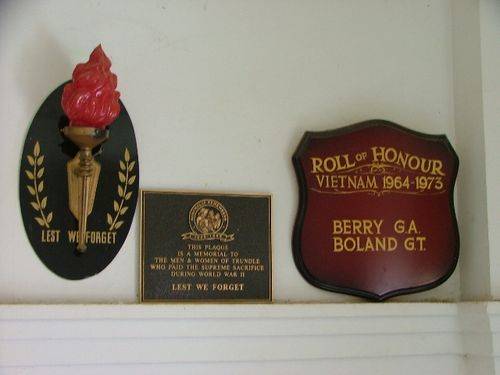 LEST WE FORGET
THIS PLAQUE
IS A MEMORIAL TO
THE MEN & WOMEN OF TRUNDLE
WHO PAID THE SUPREME SACRIFICE
DURING WORLD WAR II
LEST WE FORGET
ROLL OF HONOUR
VIETNAM 1964-1973
BERRY G.A.
BOLAND G.T.